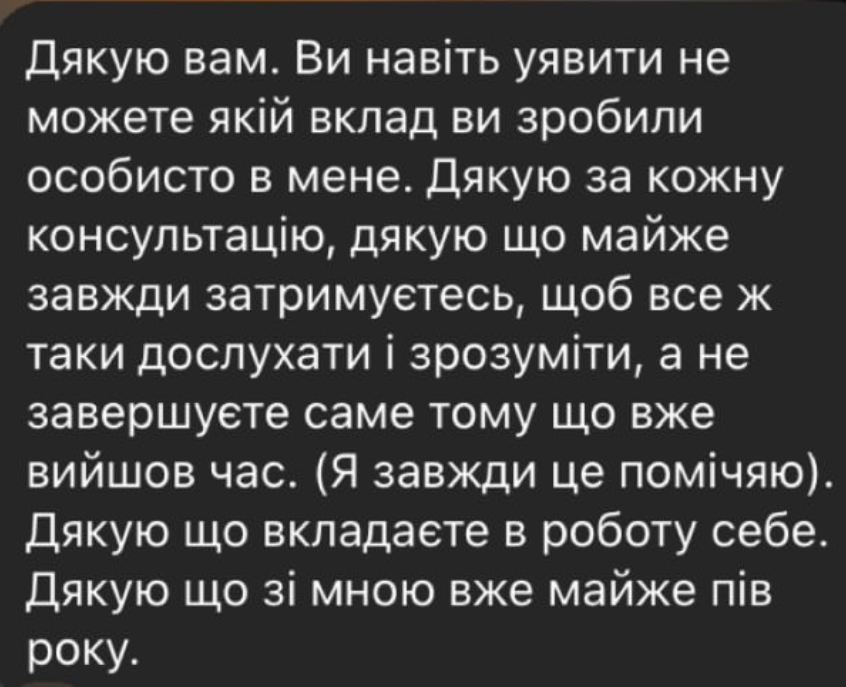 Дякую вам. Ви навіть уявити не
можете якій вклад ви зробили
особисто в мене. Дякую за кожну
консультацію, дякую що майже
завжди затримуєтесь, щоб все ж
таки дослухати і зрозуміти, а не
завершуєте саме тому що вже
вийшов час. (Я завжди це помічяю).
Дякую що вкладаєте в роботу себе.
Дякую що зі мною вже майже пів
року.